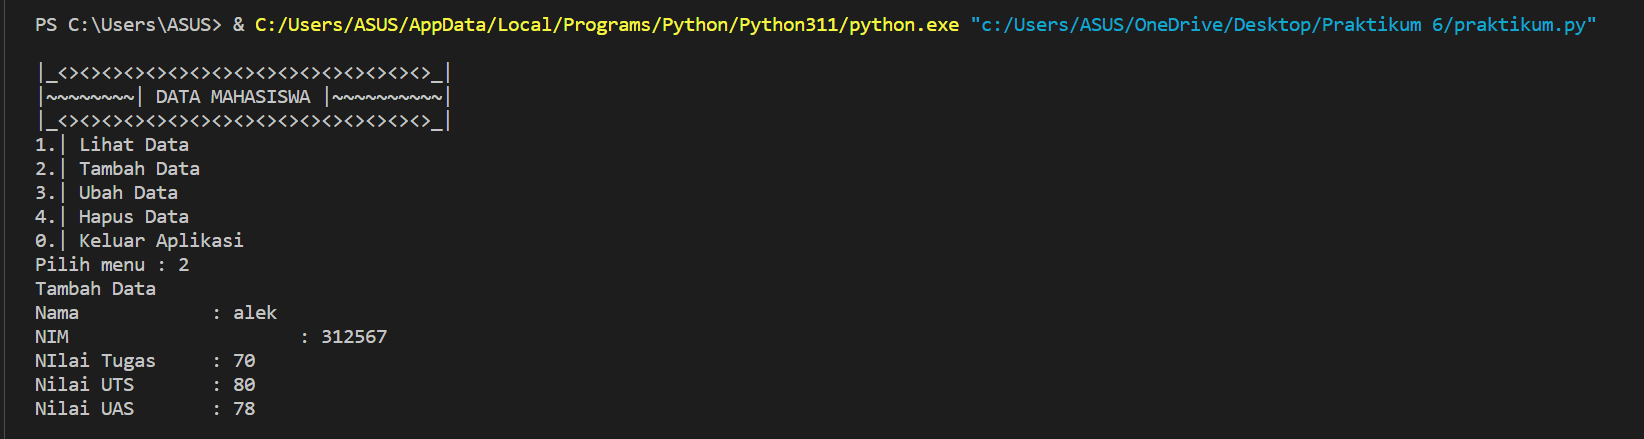 PS C:\Users\ASUS> & C:/Users/ASUS/AppData/Local/Programs/Python/Python311/python.exe "c:/Users/ASUS/OneDrive/Desktop/Praktikum 6/praktikum.py"
|_<><><><><><><><><><><><><><><><><>_|
|~~~~~~~~| DATA MAHASISWA |~~~~~~~~~~|
|_<><><><><><><><><><><><><><><><><>_|
1.| Lihat Data
2.| Tambah Data
3.| Ubah Data
4.| Hapus Data
0.| Keluar Aplikasi
Pilih menu : 2
Tambah Data
Nama            : alek
NIM                     : 312567
NIlai Tugas     : 70
Nilai UTS       : 80
Nilai UAS       : 78